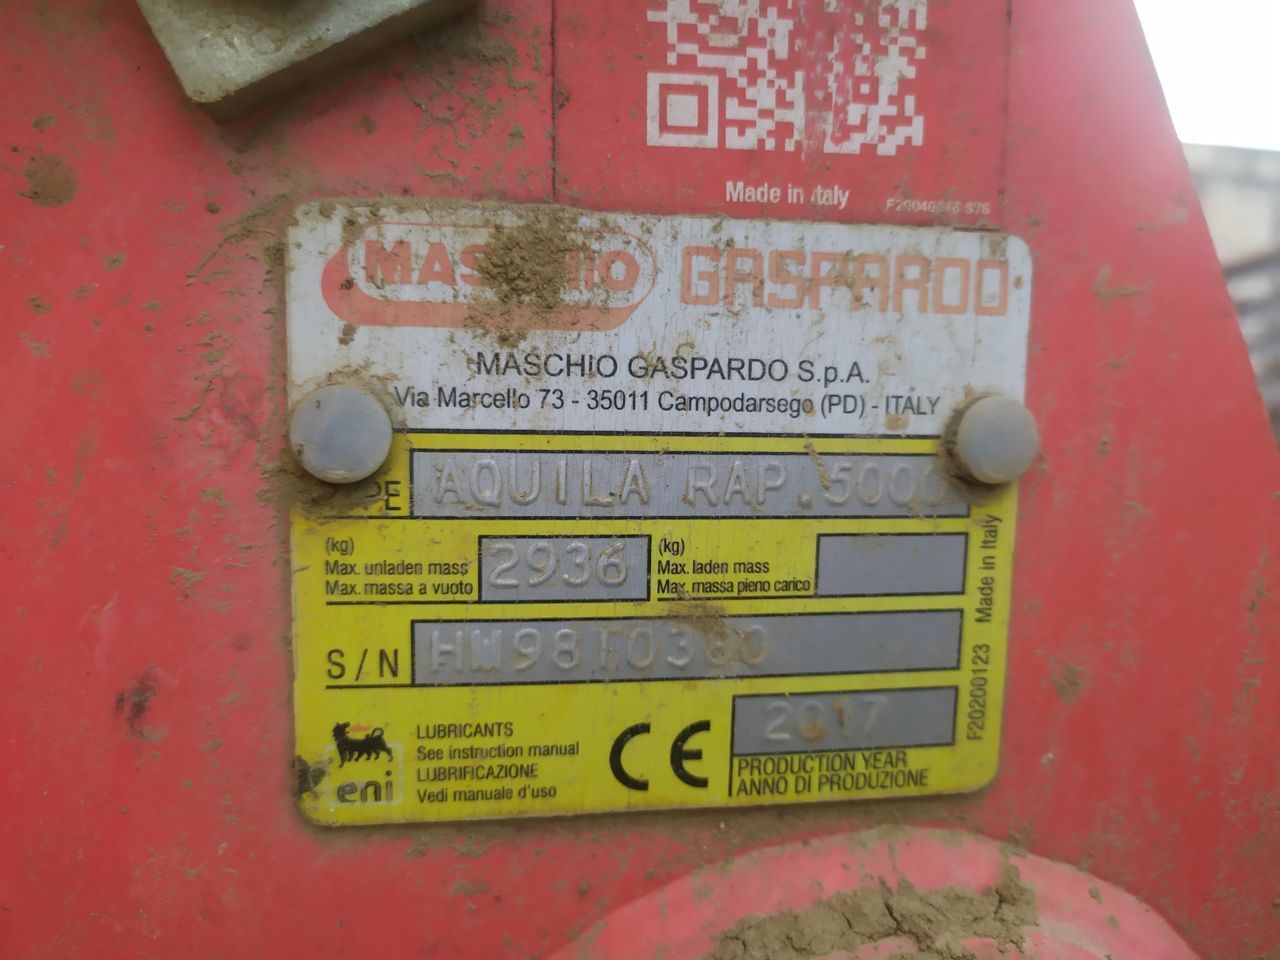 Made in Italy
MASCHIO GASPARDO
MASCHIO GASPARDO S.p.A.
Via Marcello 73 - 35011 Campodarsego (PD) - ITALY
AQUILA RAP.5000
(kg)
Max. unladen mass
Max. massa a vuoto
2936
(kg)
Max. laden mass
Max. massa pieno carico
S/N
LUBRICANTS
See instruction manual
LUBRIFICAZIONE
Vedi manuale d'uso
eni
CE
2017
PRODUCTION YEAR
ANNO DI PRODUZIONE
F20200123 Made in Italy